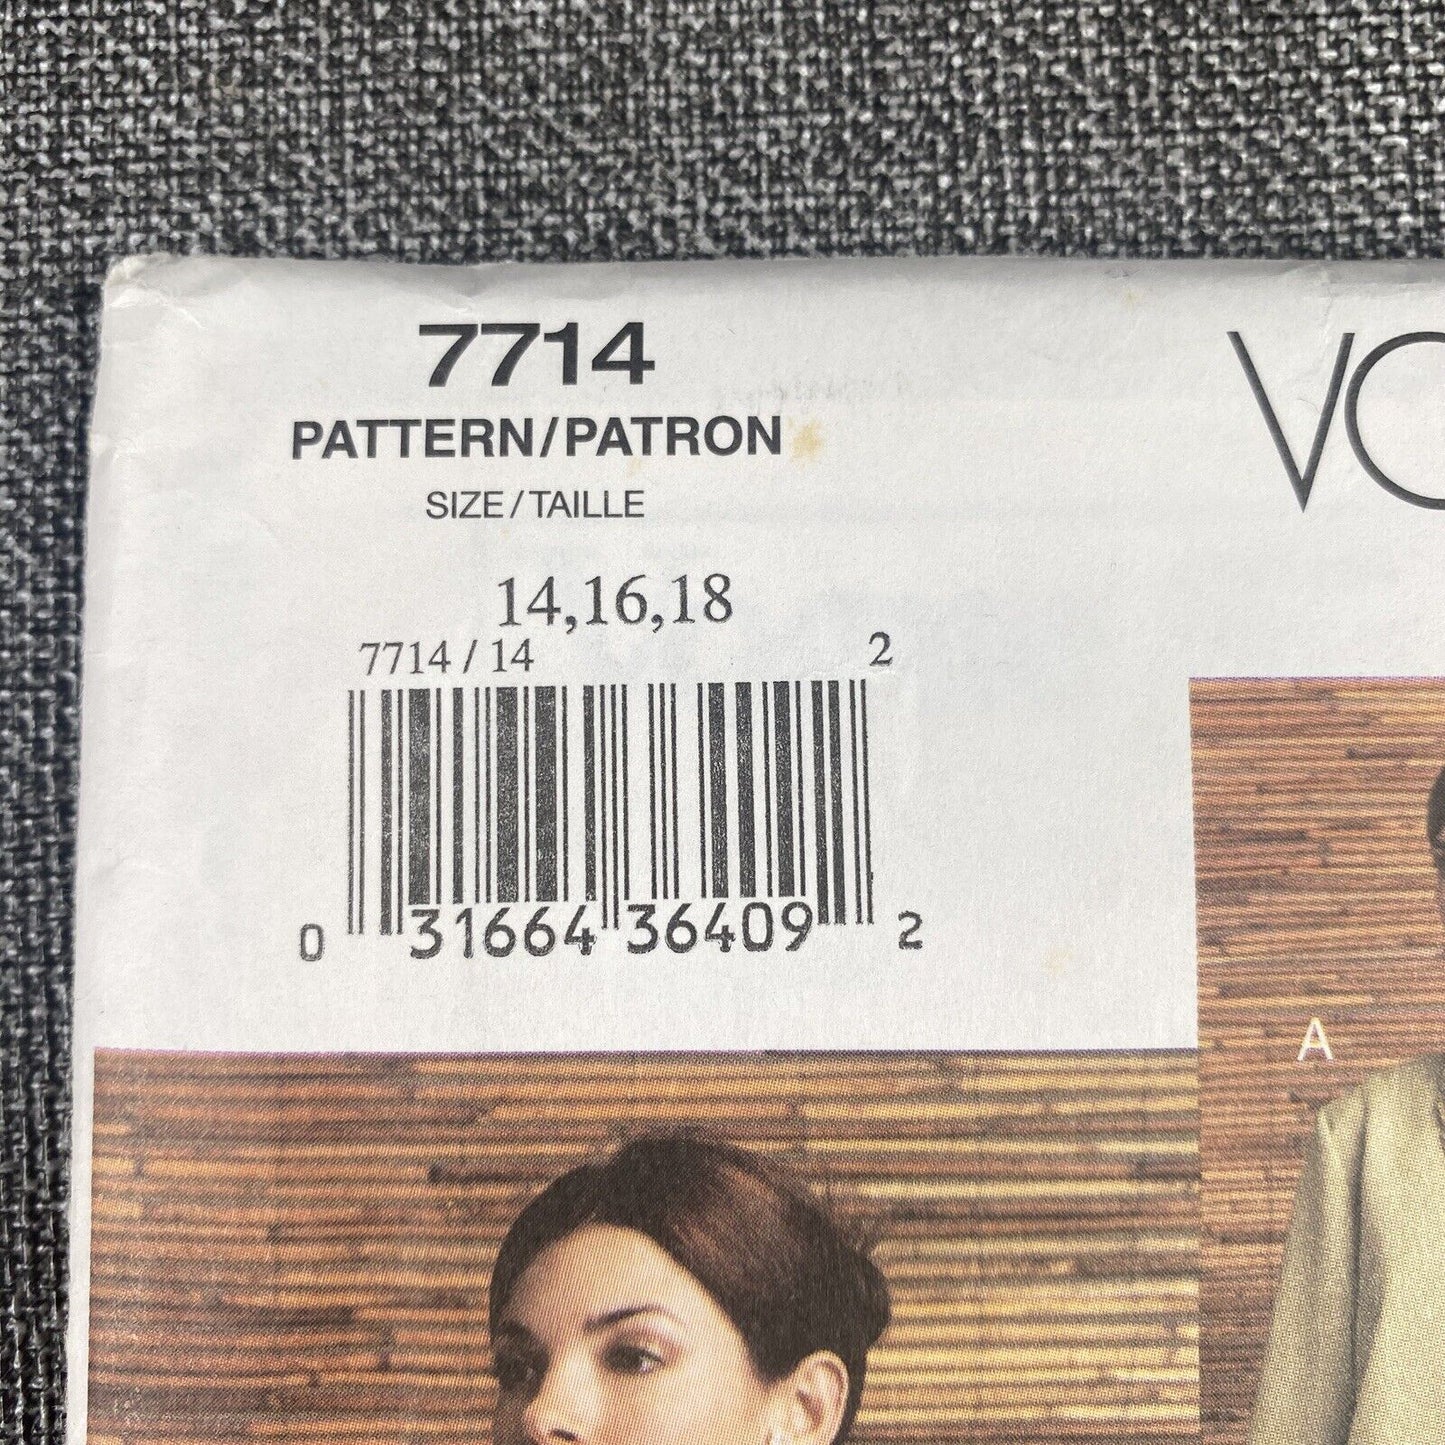 7714
PATTERN/PATRON
SIZE/TAILLE
14,16,18
7714 / 14 2
0 31664 36409 2
VO
A